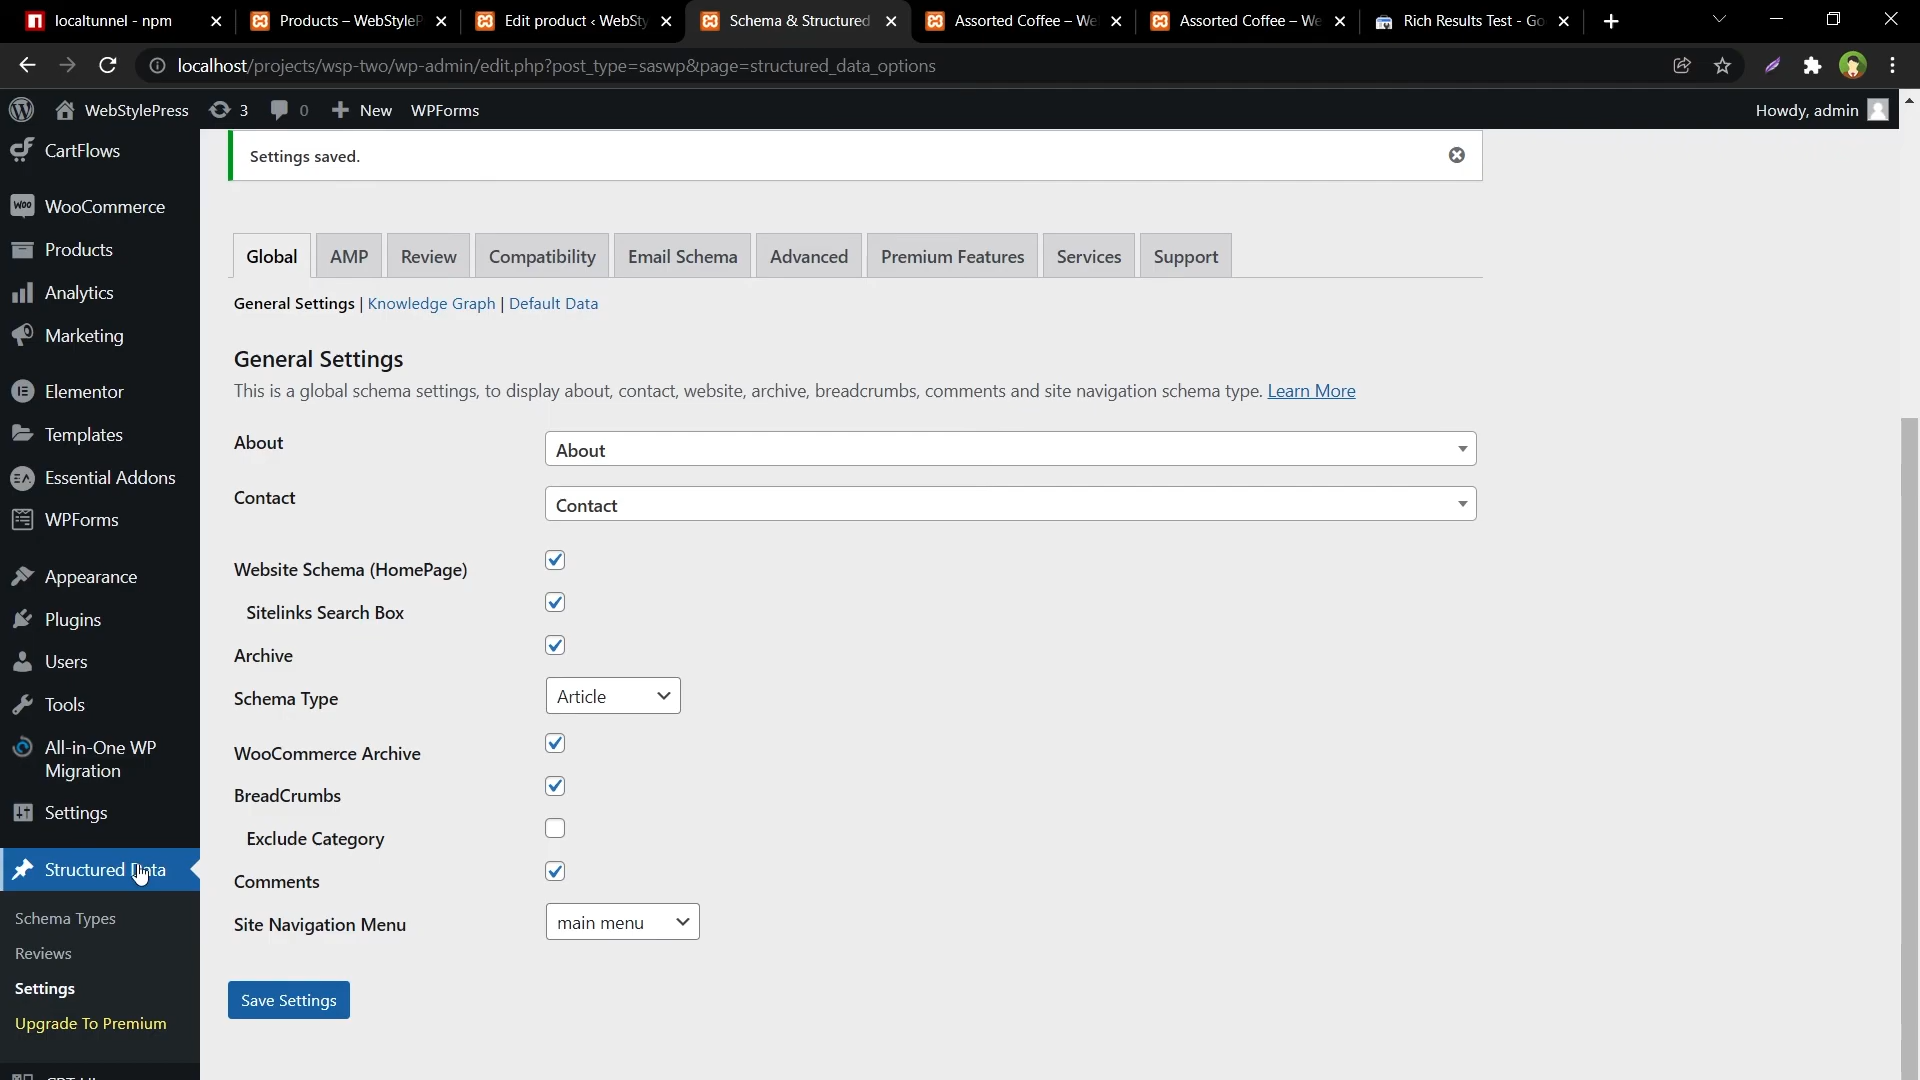 localtunnel - npm
Products – WebStyleP
Edit product ‹ WebSty
Schema & Structured
Assorted Coffee – We
Assorted Coffee – We
Rich Results Test - Go
localhost/projects/wsp-two/wp-admin/edit.php?post_type=saswp&page=structured_data_options
WebStylePress 3 0 New WPForms Howdy, admin
CartFlows
WooCommerce
Products
Analytics
Marketing
Elementor
Templates
Essential Addons
WPForms
Appearance
Plugins
Users
Tools
All-in-One WP
Migration
Settings
Structured Data
Schema Types
Reviews
Settings
Upgrade To Premium
Settings saved.
Global AMP Review Compatibility Email Schema Advanced Premium Features Services Support
General Settings | Knowledge Graph | Default Data
General Settings
This is a global schema settings, to display about, contact, website, archive, breadcrumbs, comments and site navigation schema type. Learn More
About About
Contact Contact
Website Schema (HomePage)
Sitelinks Search Box
Archive
Schema Type Article
WooCommerce Archive
BreadCrumbs
Exclude Category
Comments
Site Navigation Menu main menu
Save Settings